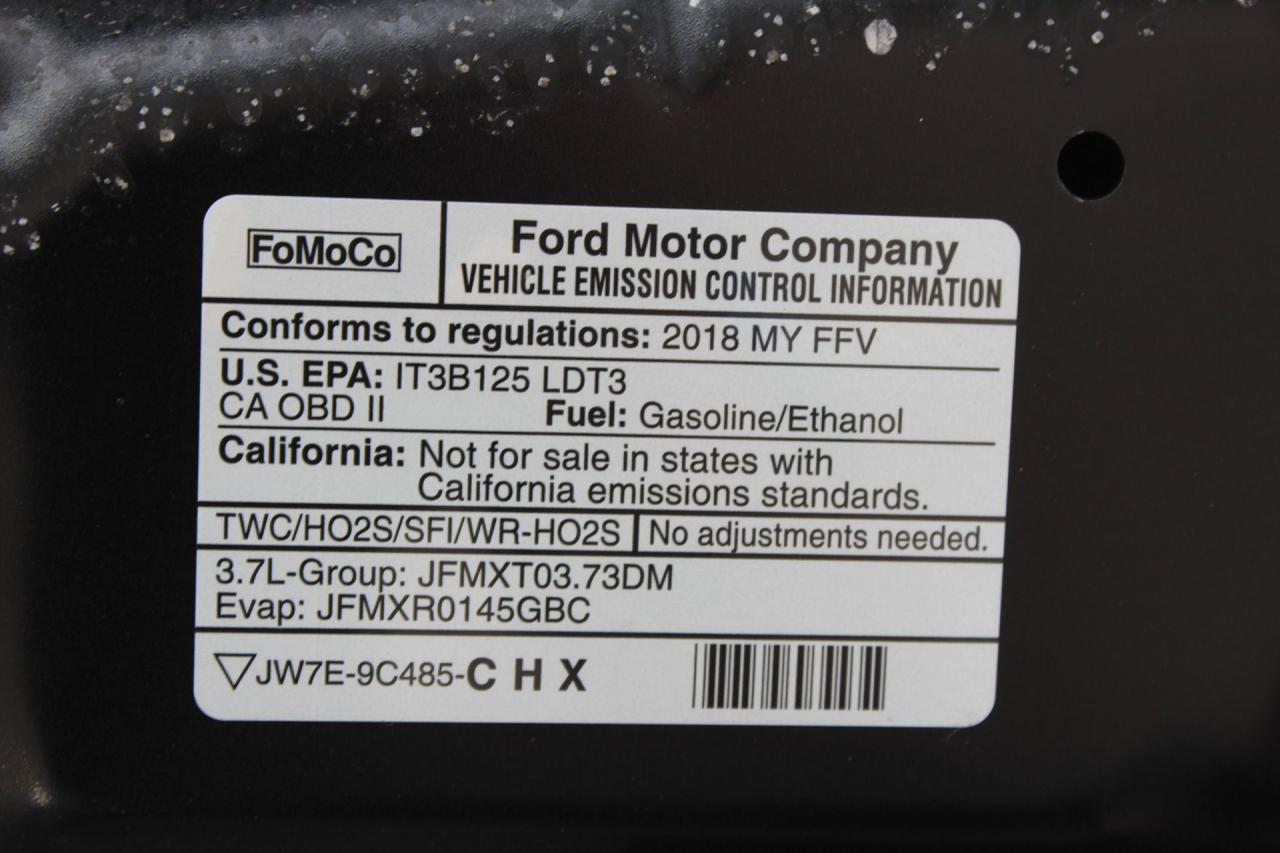 FoMoCo
Ford Motor Company
VEHICLE EMISSION CONTROL INFORMATION
Conforms to regulations: 2018 MY FFV
U.S. EPA: IT3B125 LDT3
CA OBD II Fuel: Gasoline/Ethanol
California: Not for sale in states with
California emissions standards.
TWC/HO2S/SFI/WR-HO2S No adjustments needed.
3.7L-Group: JFMXT03.73DM
Evap: JFMXR0145GBC
JW7E-9C485-C H X